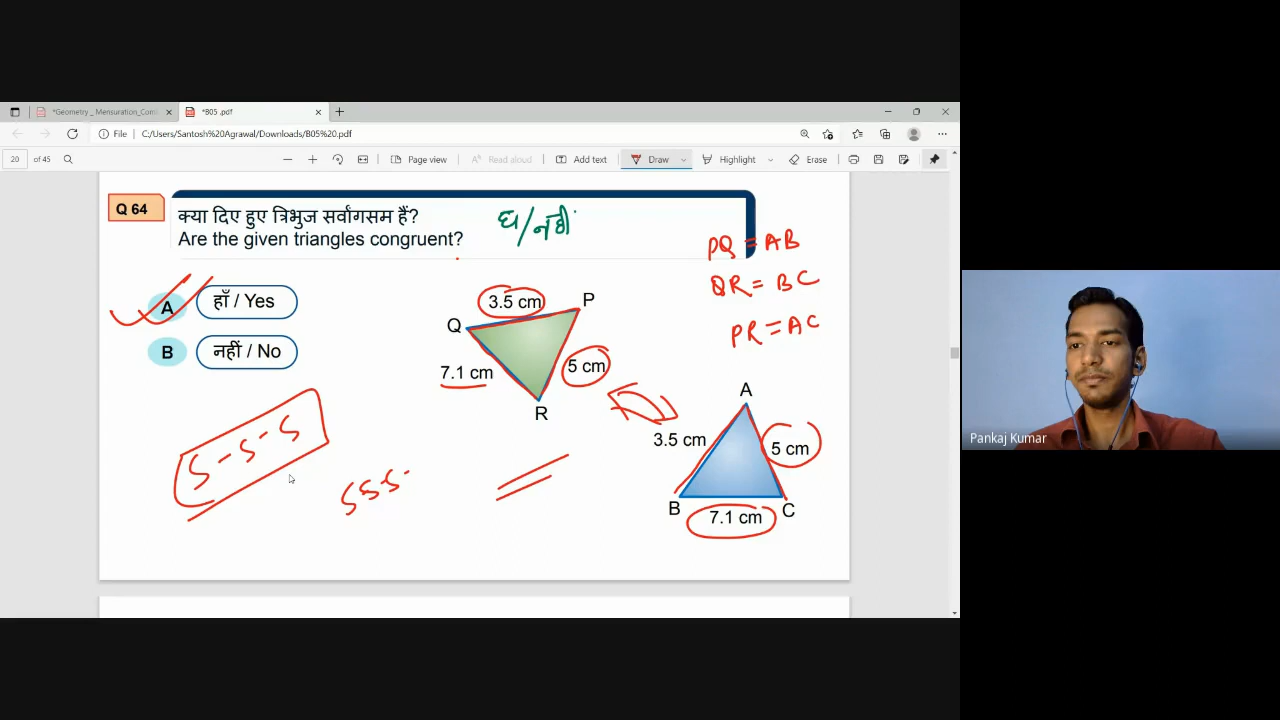 *Geometry _ Mensuration_Com
*B05 .pdf
File
C:/Users/Santosh%20Agrawal/Downloads/B05%20.pdf
20 of 45
Page view
Read aloud
Add text
Draw
Highlight
Erase
Q 64
क्या दिए हुए त्रिभुज सर्वांगसम हैं?
Are the given triangles congruent?
PQ = AB
QR = BC
PR = AC
A
हाँ / Yes
B
नहीं / No
3.5 cm
P
Q
7.1 cm
5 cm
R
A
3.5 cm
5 cm
B
7.1 cm
C
S-S-S
SSS
Pankaj Kumar